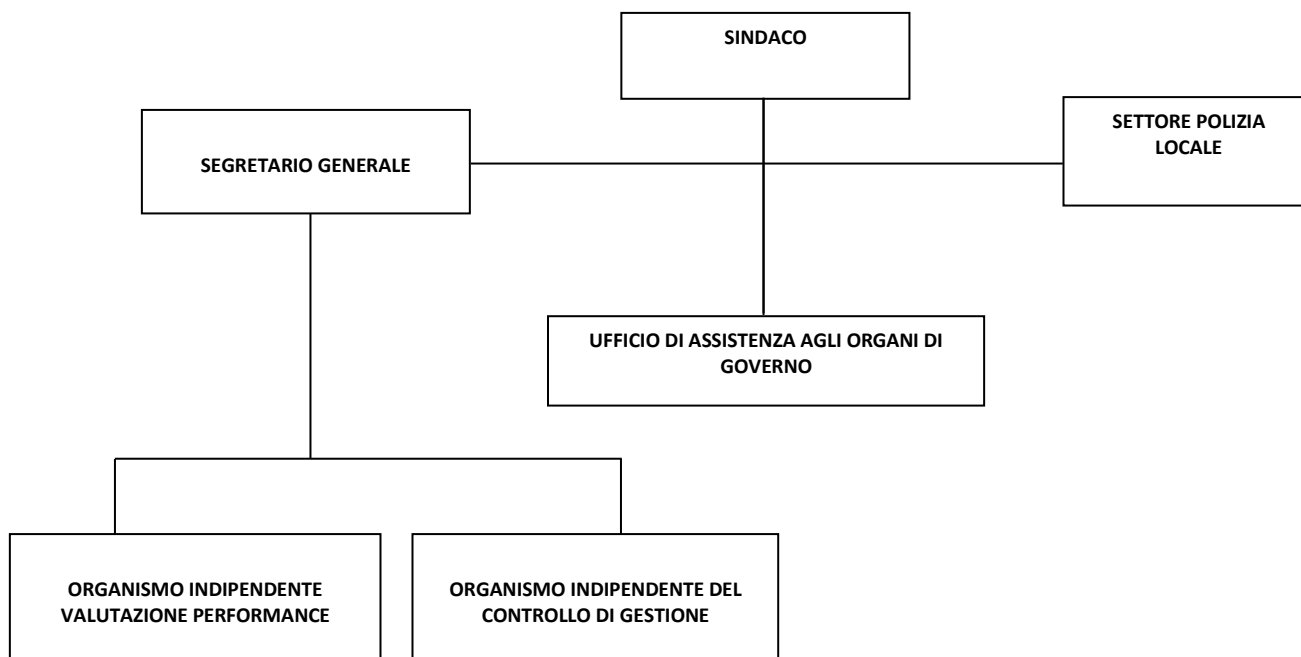 SINDACO
SETTORE POLIZIA
LOCALE
SEGRETARIO GENERALE
UFFICIO DI ASSISTENZA AGLI ORGANI DI
GOVERNO
ORGANISMO INDIPENDENTE
VALUTAZIONE PERFORMANCE
ORGANISMO INDIPENDENTE DEL
CONTROLLO DI GESTIONE